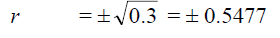 r = ± √0.3 = ± 0.5477